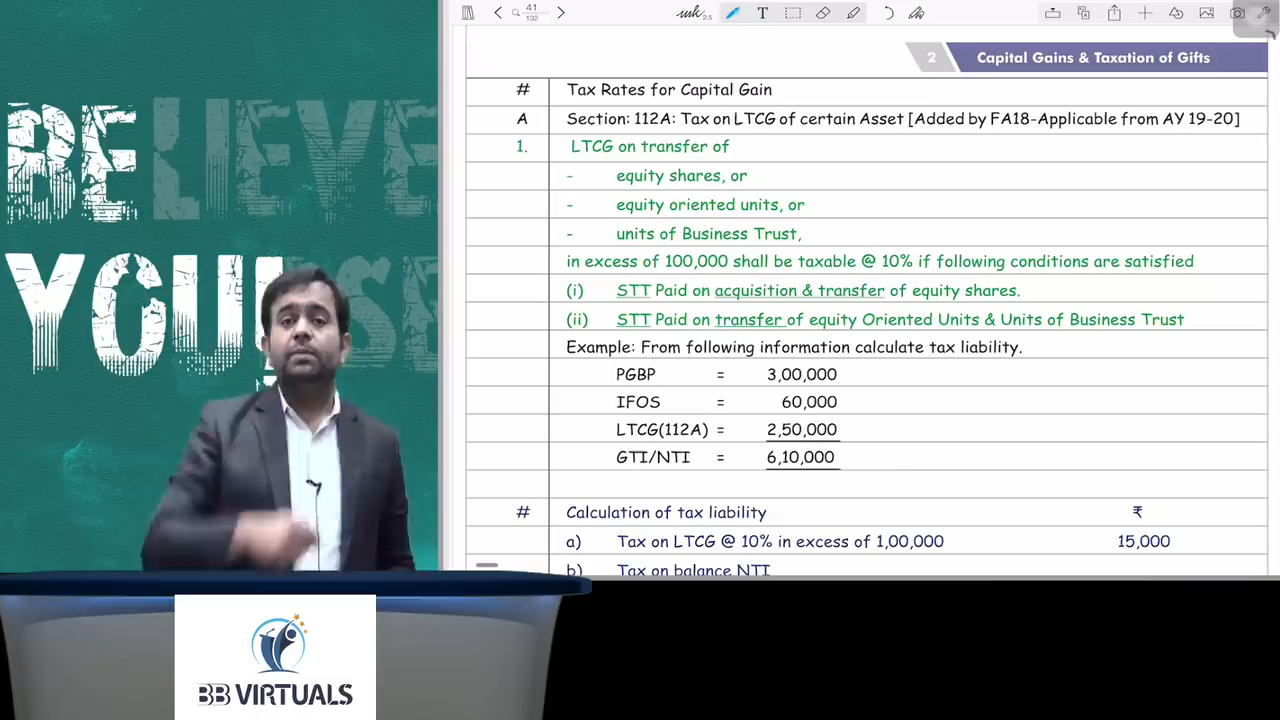 BELIEVE
YOU!SE
41
132
T
2.5
2 Capital Gains & Taxation of Gifts
# Tax Rates for Capital Gain
A Section: 112A: Tax on LTCG of certain Asset [Added by FA18-Applicable from AY 19-20]
1. LTCG on transfer of
- equity shares, or
- equity oriented units, or
- units of Business Trust,
in excess of 100,000 shall be taxable @ 10% if following conditions are satisfied
(i) STT Paid on acquisition & transfer of equity shares.
(ii) STT Paid on transfer of equity Oriented Units & Units of Business Trust
Example: From following information calculate tax liability.
PGBP = 3,00,000
IFOS = 60,000
LTCG(112A) = 2,50,000
GTI/NTI = 6,10,000
# Calculation of tax liability ₹
a) Tax on LTCG @ 10% in excess of 1,00,000 15,000
b) Tax on balance NTI
BB VIRTUALS